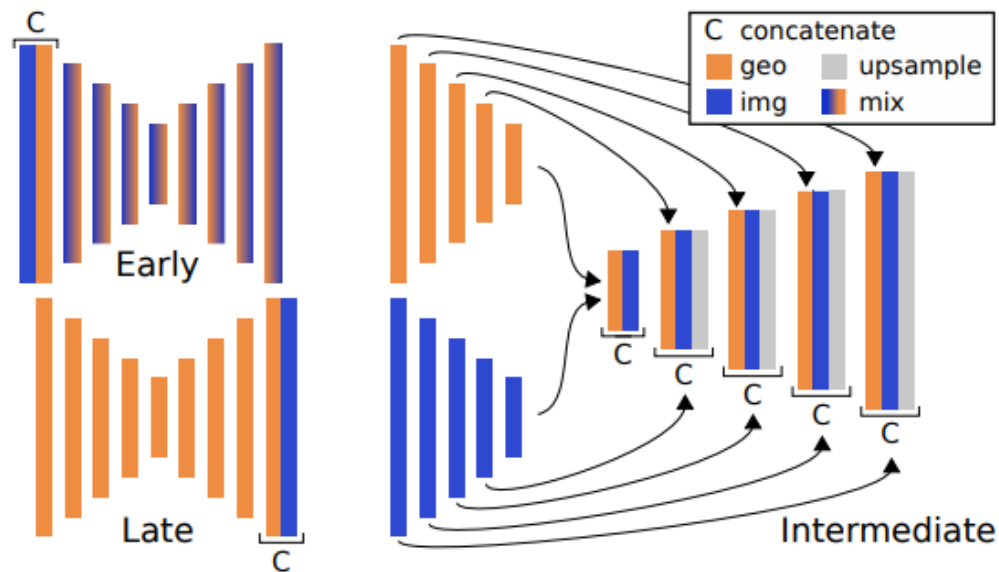 C
Early
Late
C
C concatenate
geo upsample
img mix
C
C
C
C
C
Intermediate